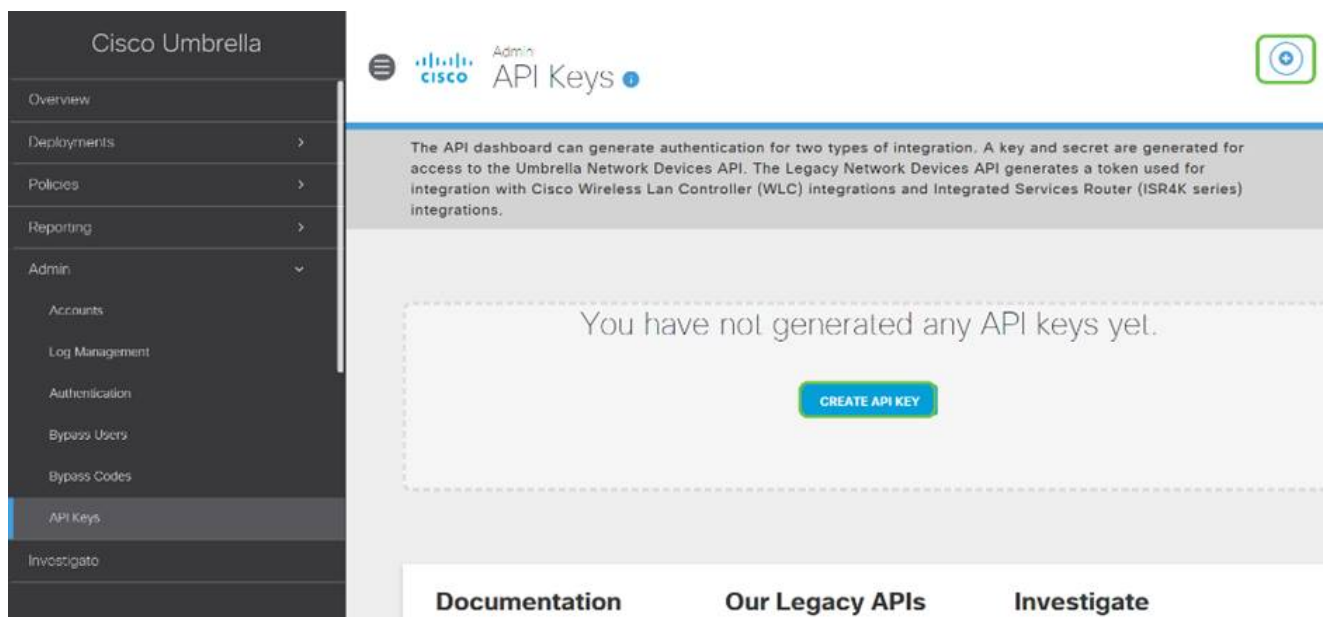 Cisco Umbrella
Overview
Deployments
Policies
Reporting
Admin
Accounts
Log Management
Authentication
Bypass Users
Bypass Codes
API Keys
Investigate
CISCO
Admin
API Keys
The API dashboard can generate authentication for two types of integration. A key and secret are generated for
access to the Umbrella Network Devices API. The Legacy Network Devices API generates a token used for
integration with Cisco Wireless Lan Controller (WLC) integrations and Integrated Services Router (ISR4K series)
integrations.
You have not generated any API keys yet.
CREATE API KEY
Documentation
Our Legacy APIs
Investigate